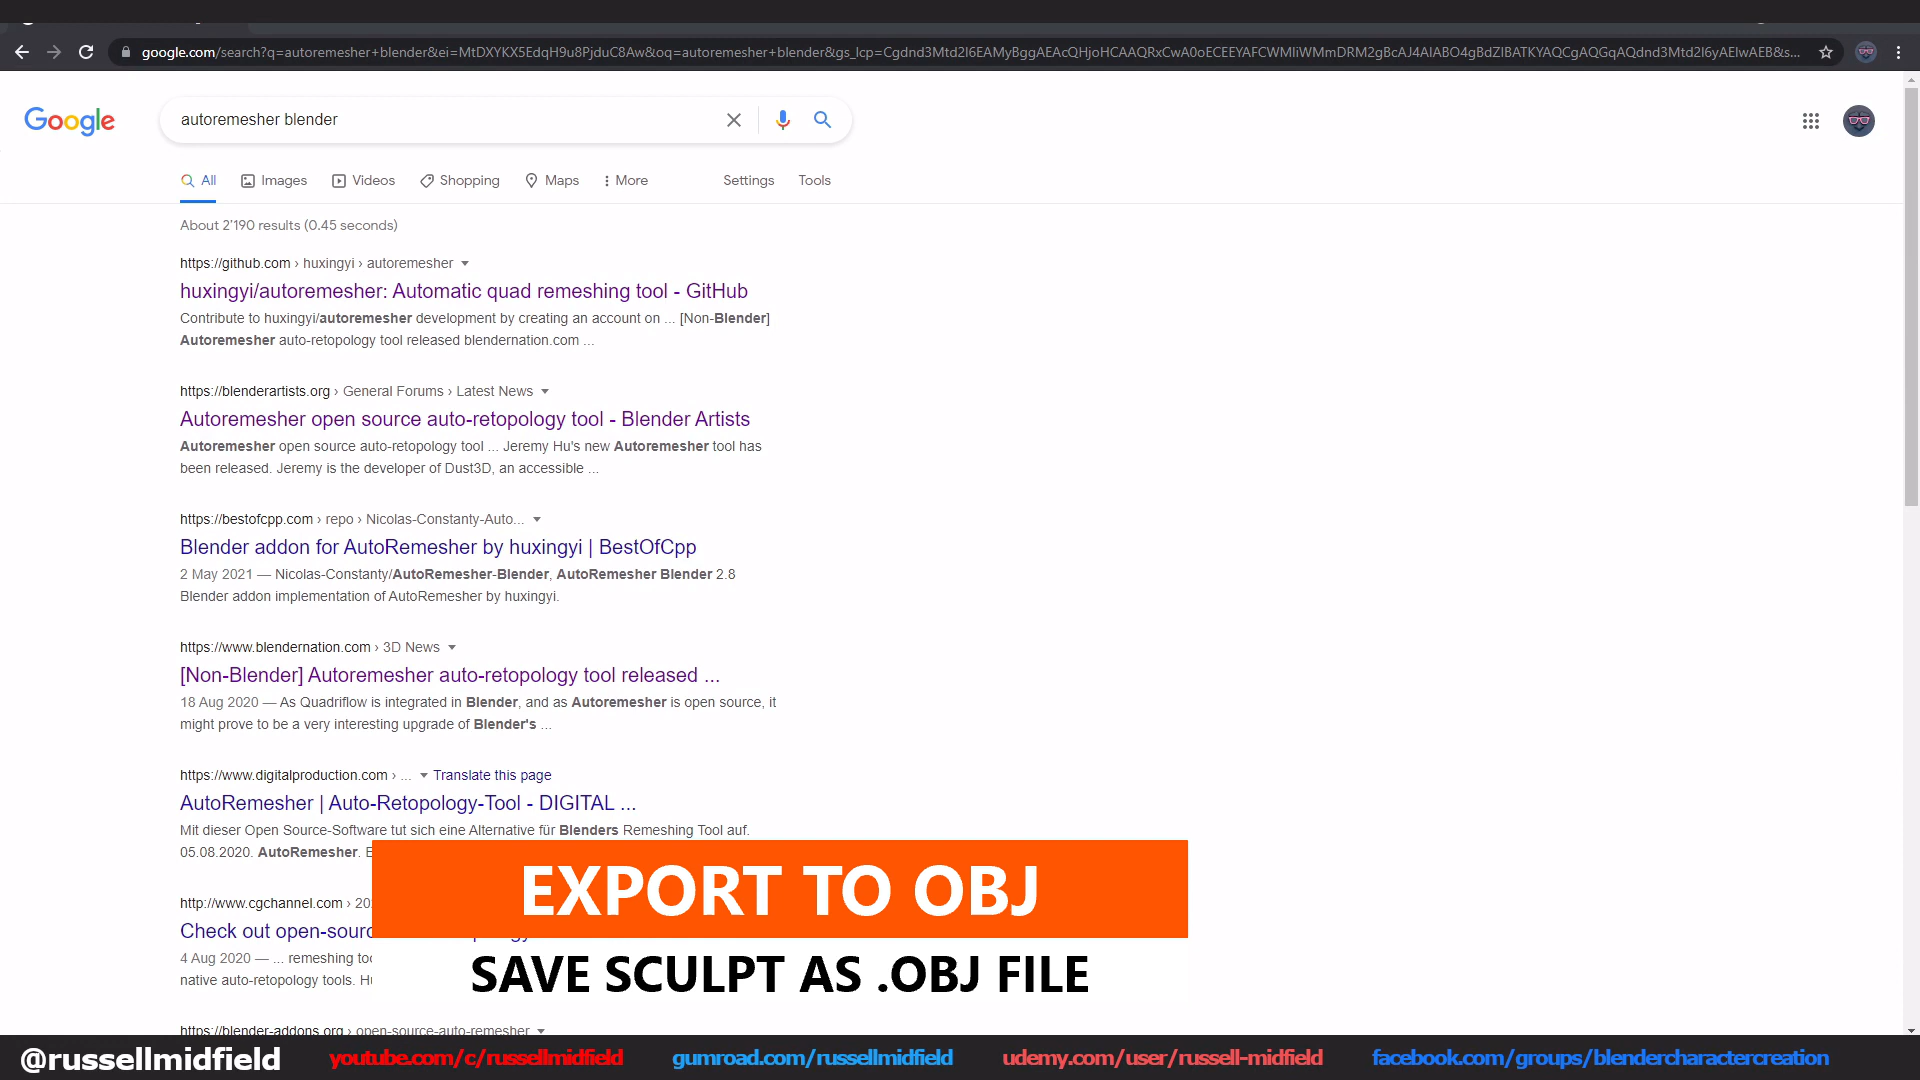 google.com/search?q=autoremesher+blender&ei=MtDXYKX5EdqH9u8PjduC8Aw&oq=autoremesher+blender&gs_lcp=Cgdnd3Mtd2l6EAMyBggAEAcQHjoHCAAQRxCwA0oECEEYAFCWMliWMmDRM2gBcAJ4AIABO4gBdZIBATKYAQCgAQGqAQdnd3Mtd2l6yAEIwAEB&s...
Google
autoremesher blender
All Images Videos Shopping Maps More Settings Tools
About 2'190 results (0.45 seconds)
https://github.com › huxingyi › autoremesher
huxingyi/autoremesher: Automatic quad remeshing tool - GitHub
Contribute to huxingyi/autoremesher development by creating an account on ... [Non-Blender]
Autoremesher auto-retopology tool released blendernation.com ...
https://blenderartists.org › General Forums › Latest News
Autoremesher open source auto-retopology tool - Blender Artists
Autoremesher open source auto-retopology tool ... Jeremy Hu's new Autoremesher tool has
been released. Jeremy is the developer of Dust3D, an accessible ...
https://bestofcpp.com › repo › Nicolas-Constanty-Auto...
Blender addon for AutoRemesher by huxingyi | BestOfCpp
2 May 2021 — Nicolas-Constanty/AutoRemesher-Blender, AutoRemesher Blender 2.8
Blender addon implementation of AutoRemesher by huxingyi.
https://www.blendernation.com › 3D News
[Non-Blender] Autoremesher auto-retopology tool released ...
18 Aug 2020 — As Quadriflow is integrated in Blender, and as Autoremesher is open source, it
might prove to be a very interesting upgrade of Blender's ...
https://www.digitalproduction.com › ... Translate this page
AutoRemesher | Auto-Retopology-Tool - DIGITAL ...
Mit dieser Open Source-Software tut sich eine Alternative für Blenders Remeshing Tool auf.
05.08.2020. AutoRemesher.
EXPORT TO OBJ
http://www.cgchannel.com › 20
Check out open-sourc
4 Aug 2020 — ... remeshing too
native auto-retopology tools.
SAVE SCULPT AS .OBJ FILE
https://blender-addons.org › open-source-auto-remesher
@russellmidfield youtube.com/c/russellmidfield gumroad.com/russellmidfield udemy.com/user/russell-midfield facebook.com/groups/blendercharactercreation